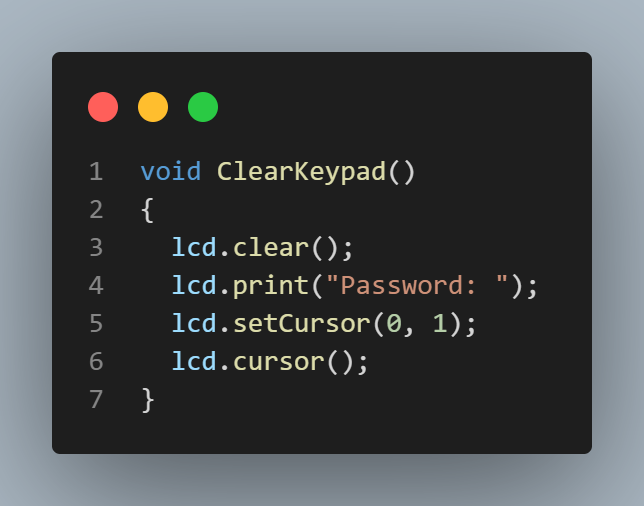 1 void ClearKeypad()
2 {
3   lcd.clear();
4   lcd.print("Password: ");
5   lcd.setCursor(0, 1);
6   lcd.cursor();
7 }